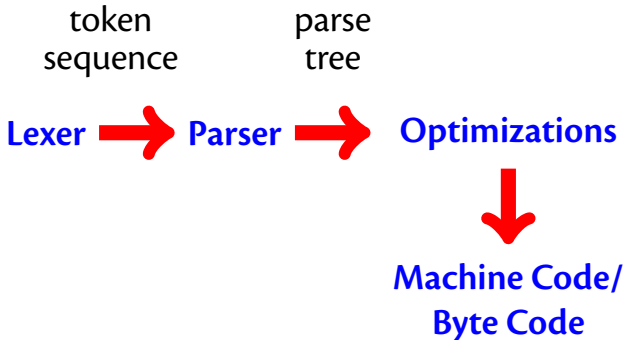 token
sequence
parse
tree
Lexer
Parser
Optimizations
Machine Code/
Byte Code